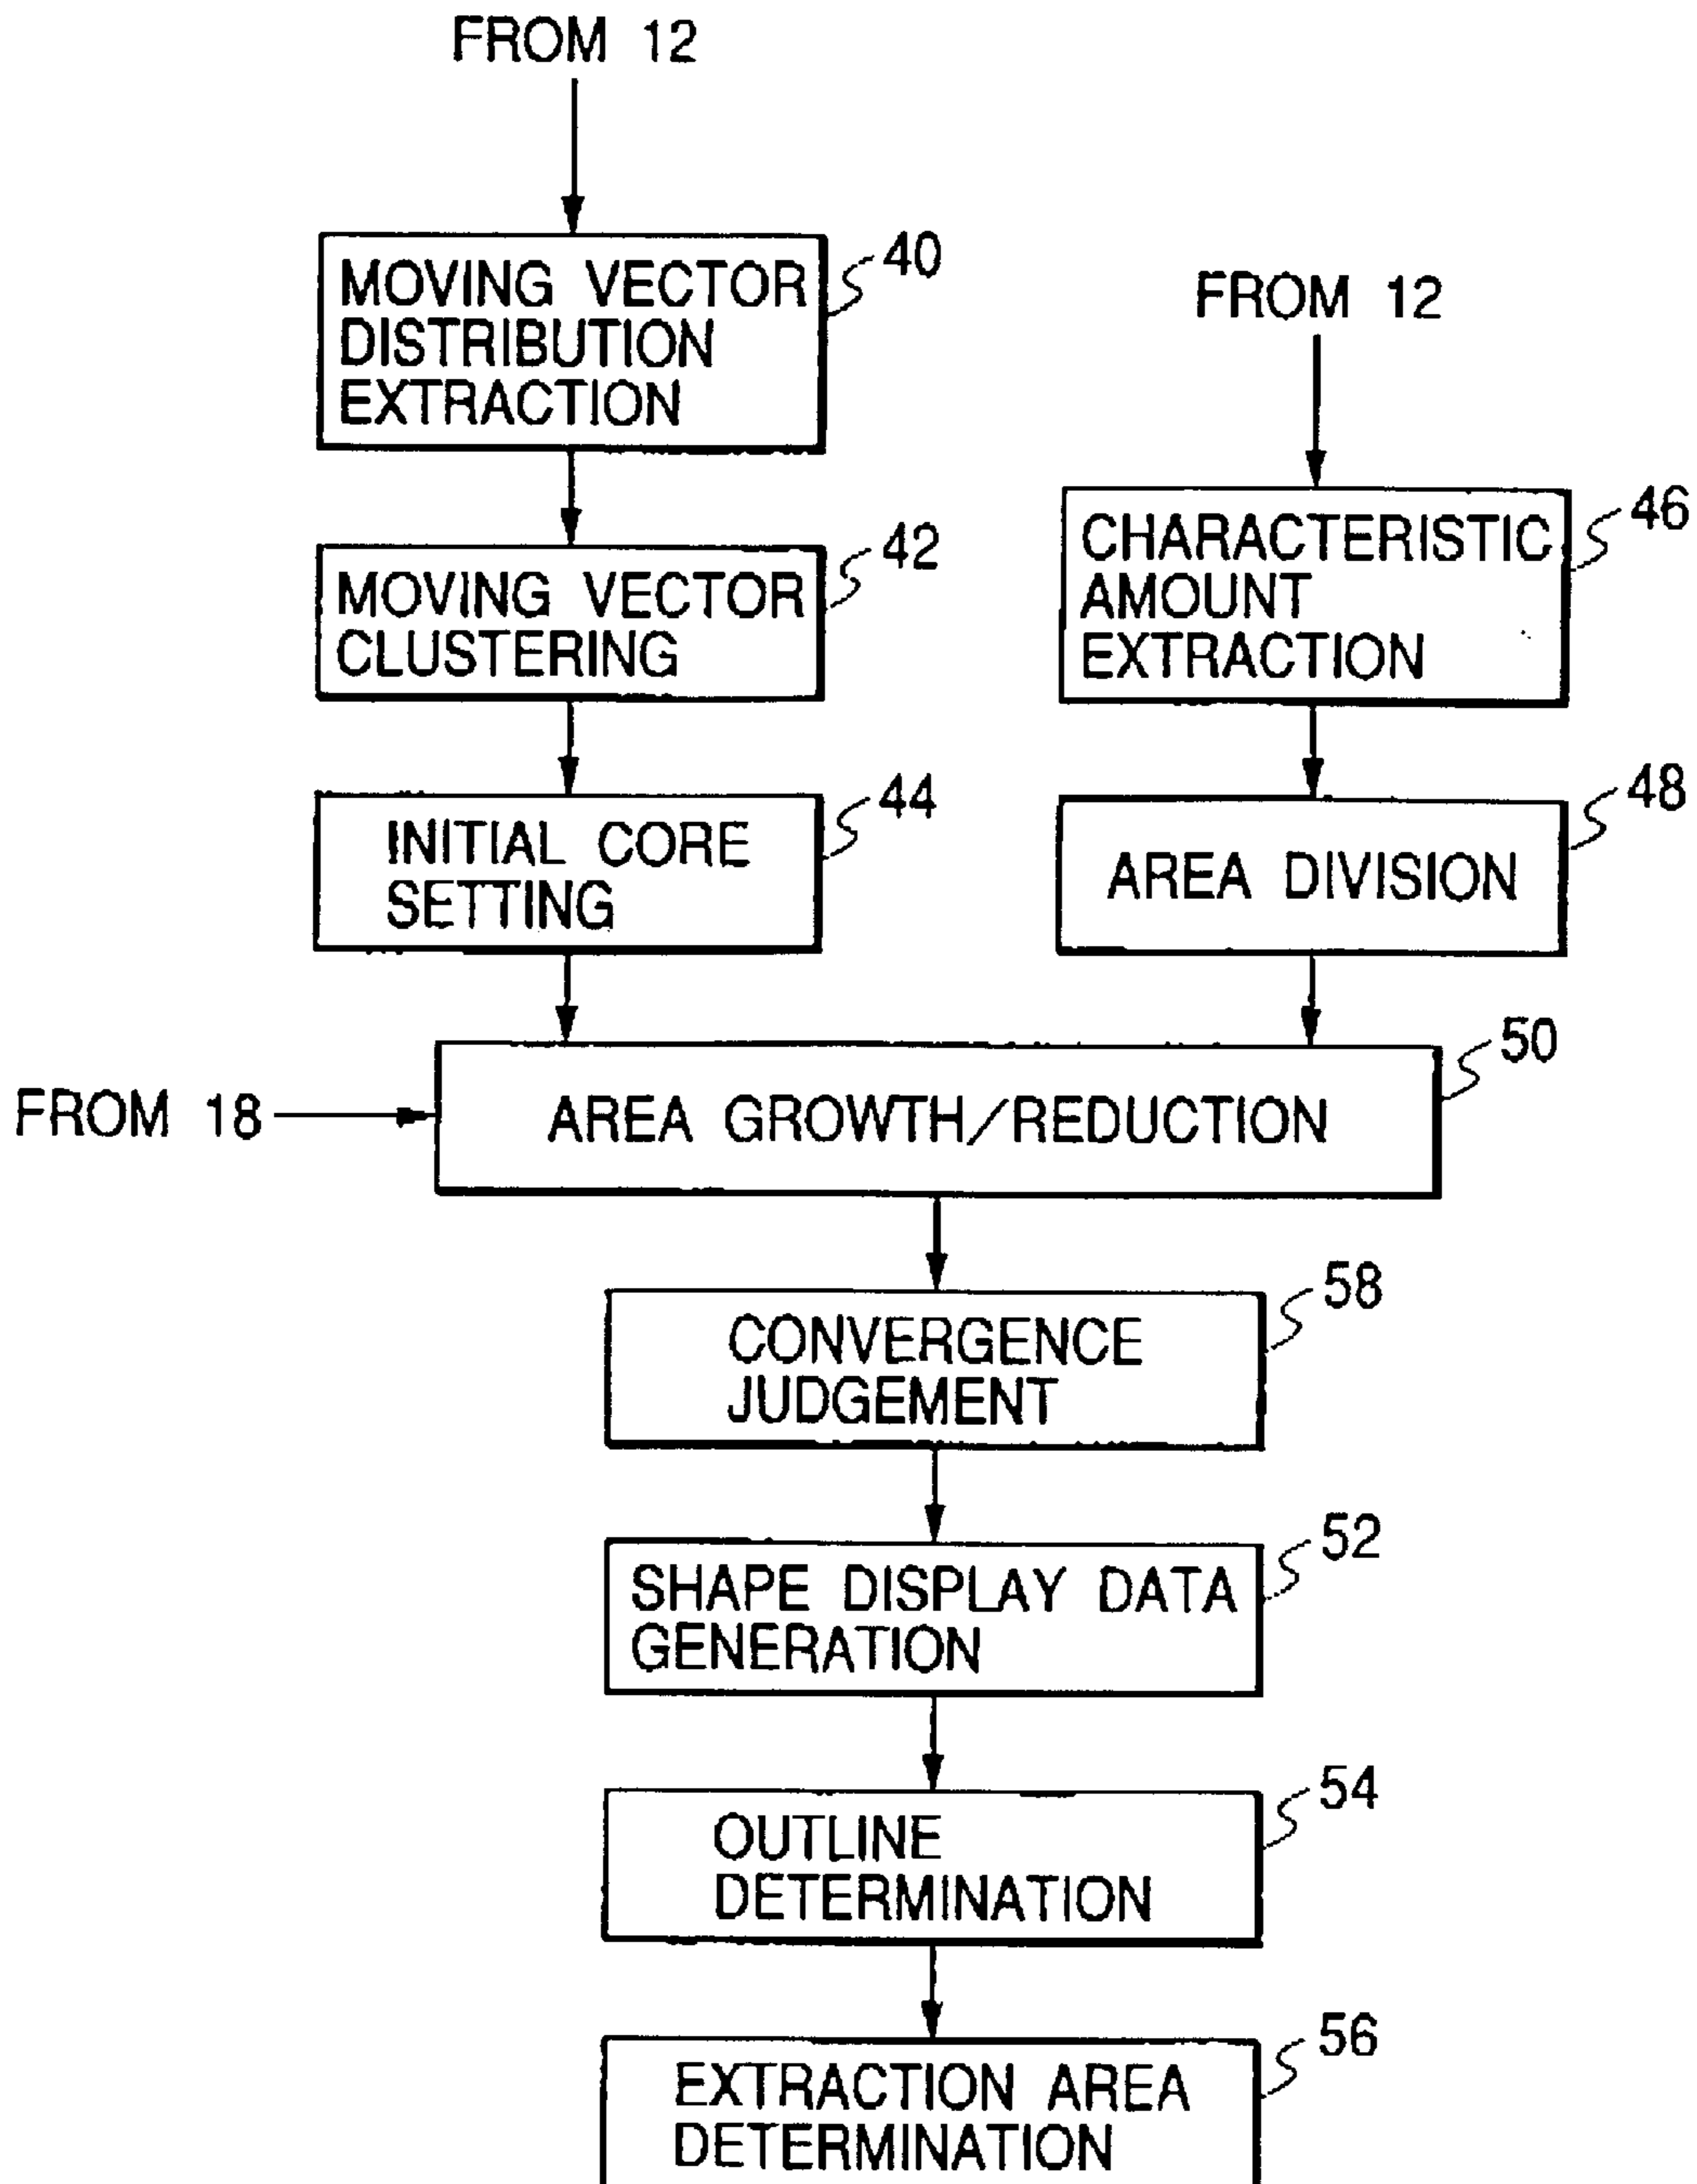 FROM 12
MOVING VECTOR
DISTRIBUTION
EXTRACTION
40
MOVING VECTOR
CLUSTERING
42
INITIAL CORE
SETTING
44
FROM 12
CHARACTERISTIC
AMOUNT
EXTRACTION
46
AREA DIVISION
48
FROM 18
AREA GROWTH/REDUCTION
50
CONVERGENCE
JUDGEMENT
58
SHAPE DISPLAY DATA
GENERATION
52
OUTLINE
DETERMINATION
54
EXTRACTION AREA
DETERMINATION
56